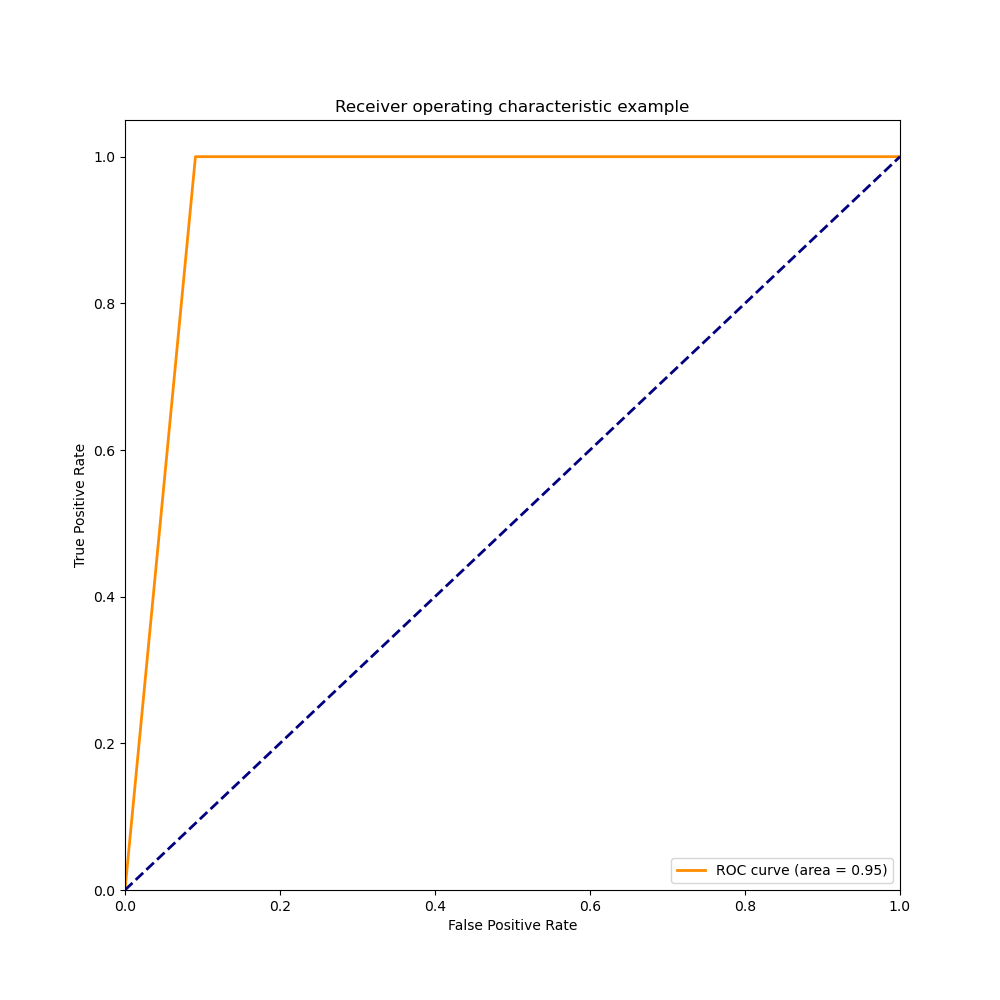 Receiver operating characteristic example
1.0
0.8
0.6
0.4
0.2
0.0
True Positive Rate
ROC curve (area = 0.95)
0.0 0.2 0.4 0.6 0.8 1.0
False Positive Rate